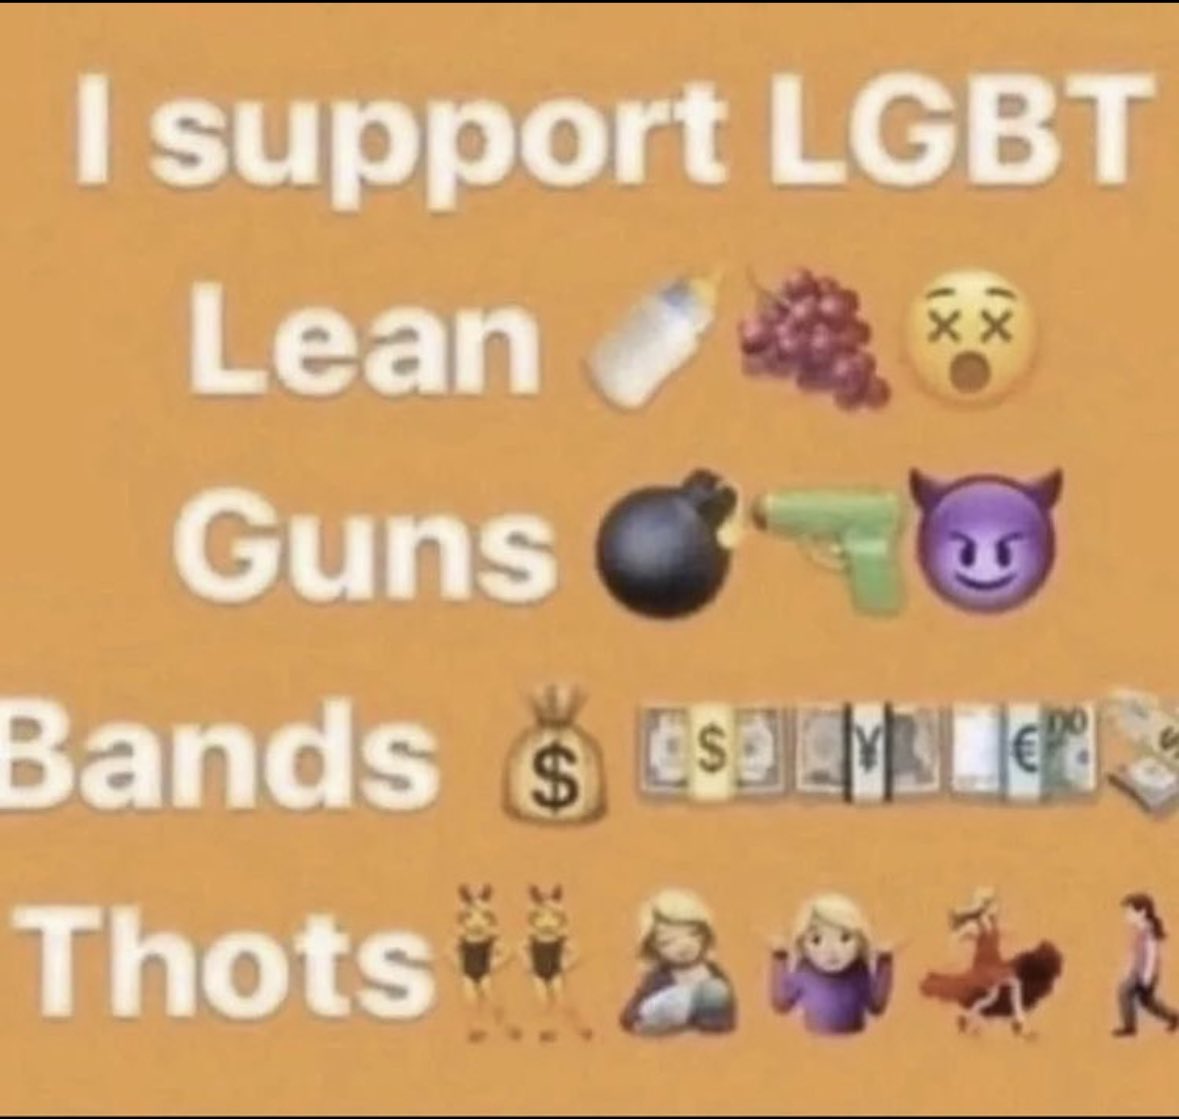 I support LGBT
Lean 🍼🍇😵
Guns 💣🔫😈
Bands 💰💵💴💶💸
Thots 👯🤱🤷💃🚶